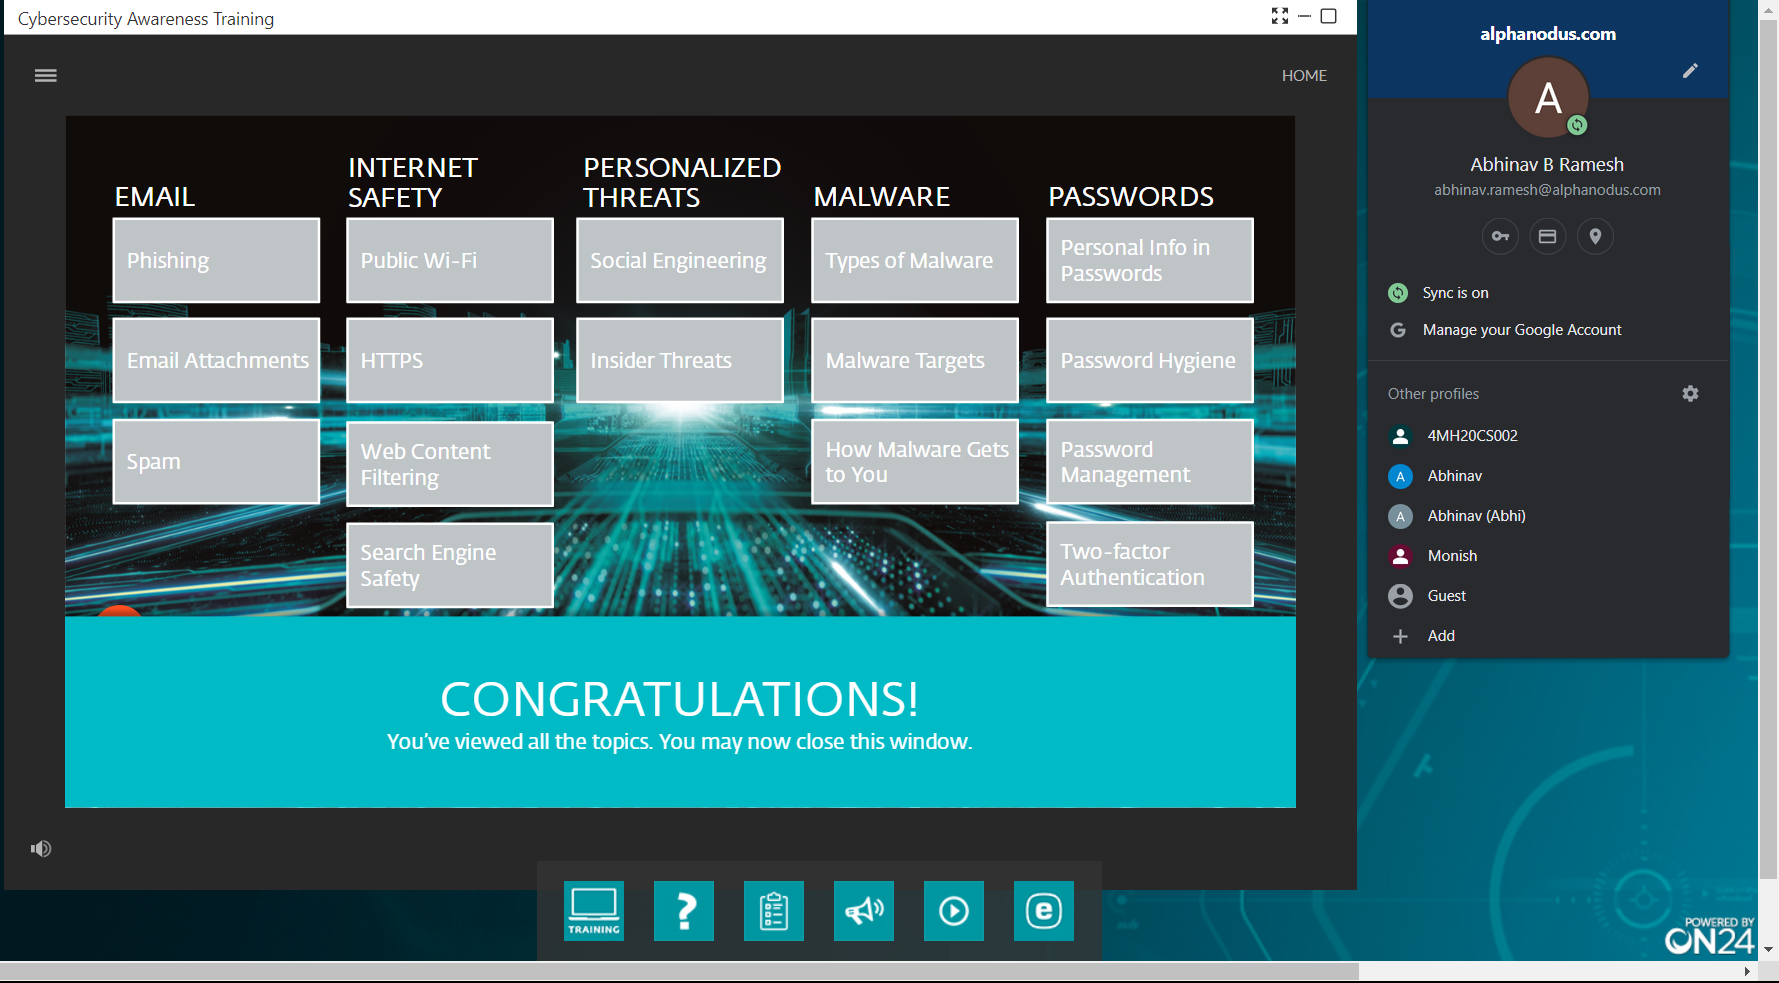 Cybersecurity Awareness Training
HOME
EMAIL
Phishing
Email Attachments
Spam
INTERNET
SAFETY
Public Wi-Fi
HTTPS
Web Content
Filtering
Search Engine
Safety
PERSONALIZED
THREATS
Social Engineering
Insider Threats
MALWARE
Types of Malware
Malware Targets
How Malware Gets
to You
PASSWORDS
Personal Info in
Passwords
Password Hygiene
Password
Management
Two-factor
Authentication
CONGRATULATIONS!
You've viewed all the topics. You may now close this window.
TRAINING
?
e
alphanodus.com
A
Abhinav B Ramesh
abhinav.ramesh@alphanodus.com
Sync is on
G Manage your Google Account
Other profiles
4MH20CS002
A Abhinav
A Abhinav (Abhi)
Monish
Guest
Add
POWERED BY
ON24